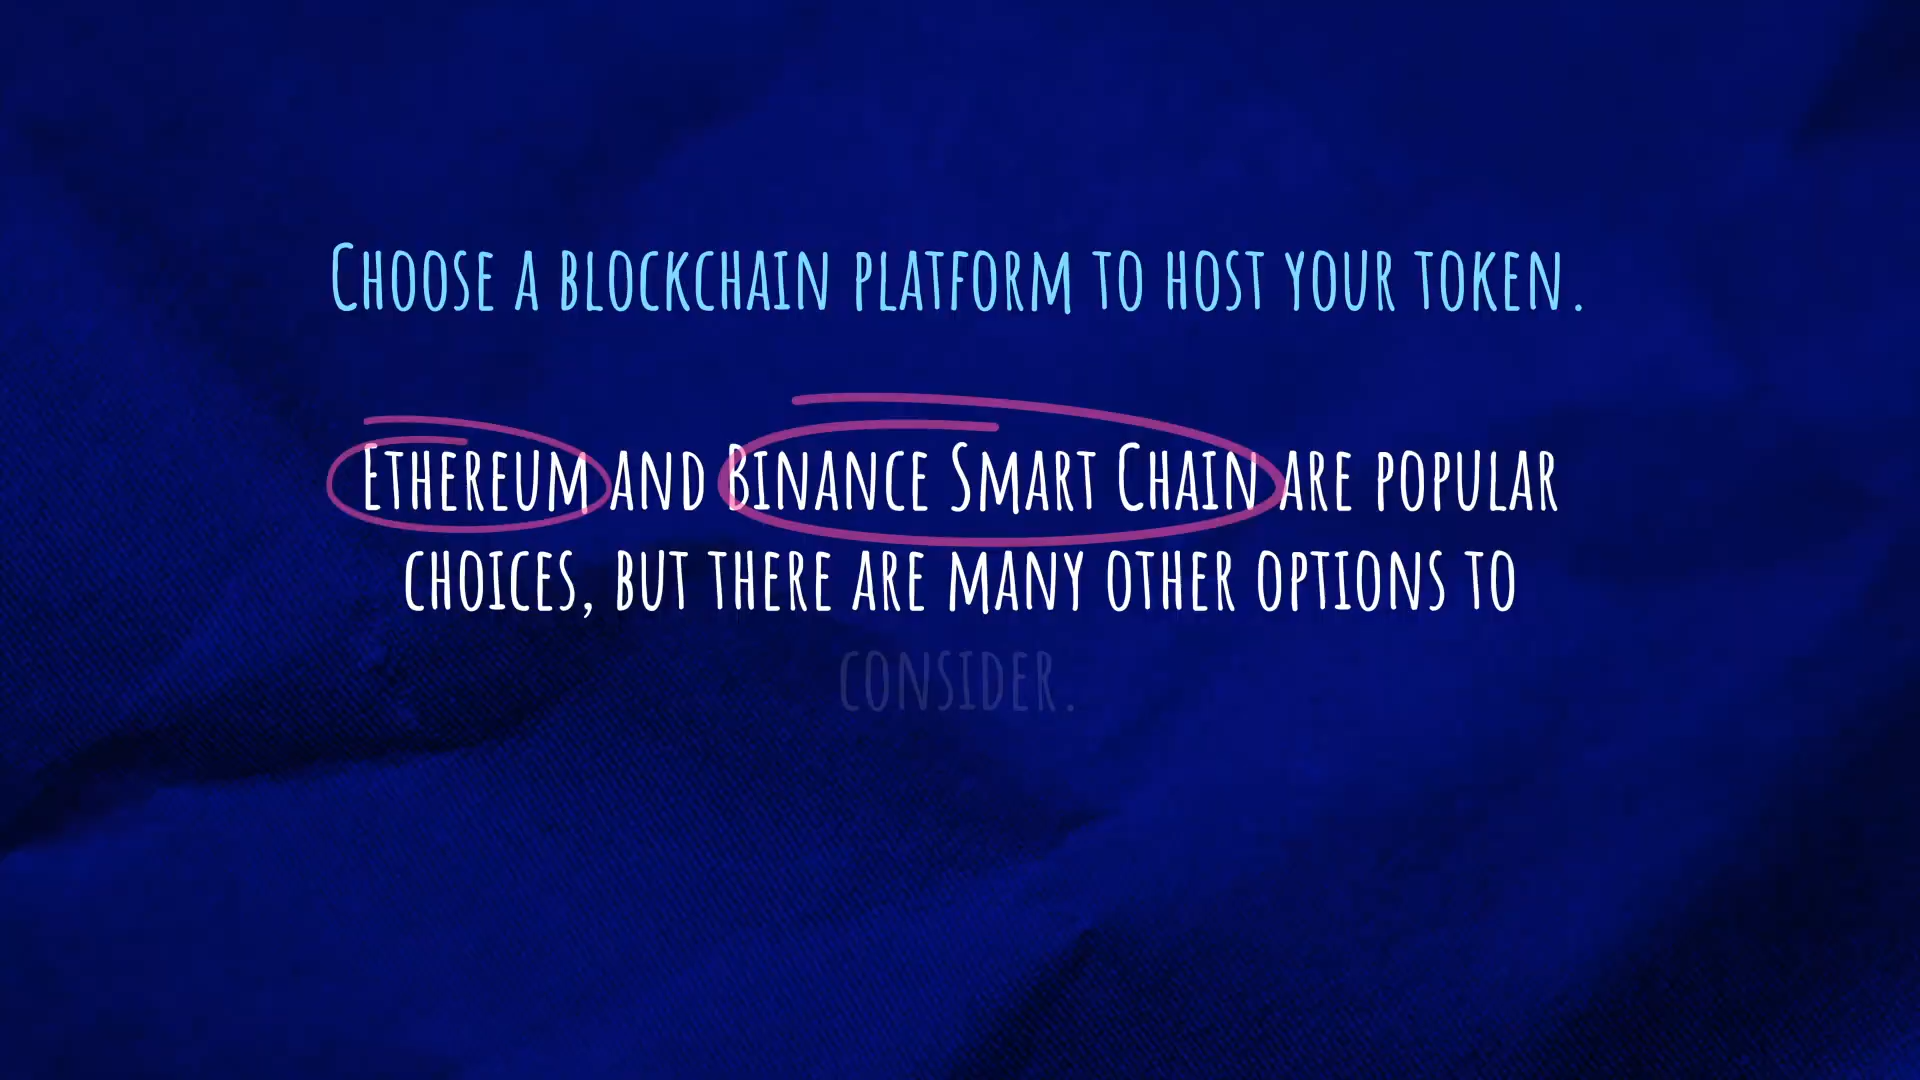 Choose a blockchain platform to host your token.
Ethereum and Binance Smart Chain are popular
choices, but there are many other options to
consider.